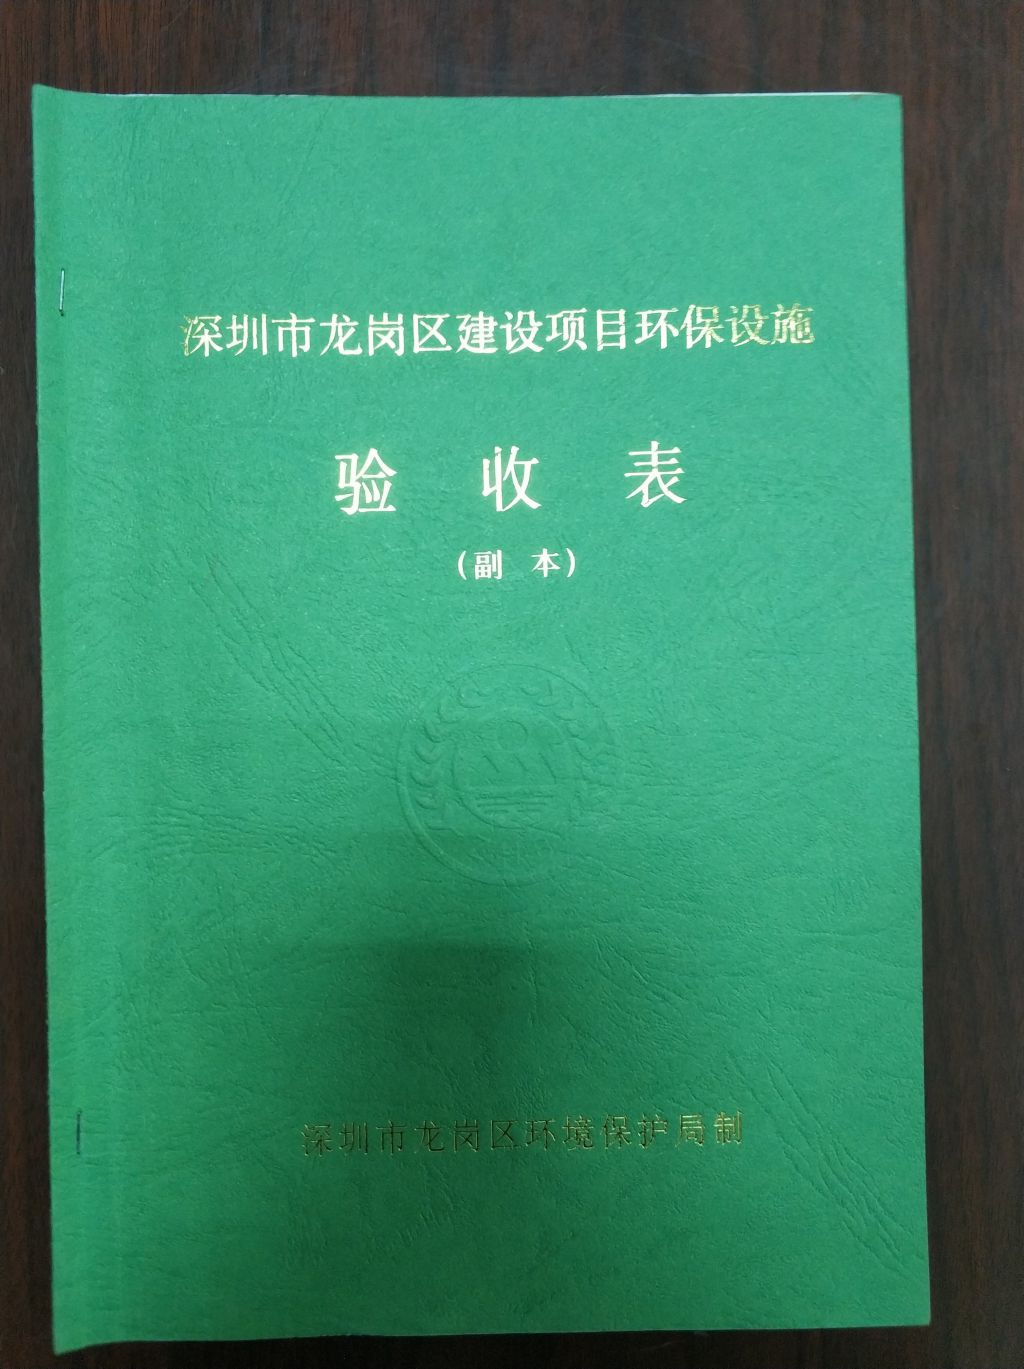 深圳市龙岗区建设项目环保设施
验 收 表
(副 本)
深圳市龙岗区环境保护局制